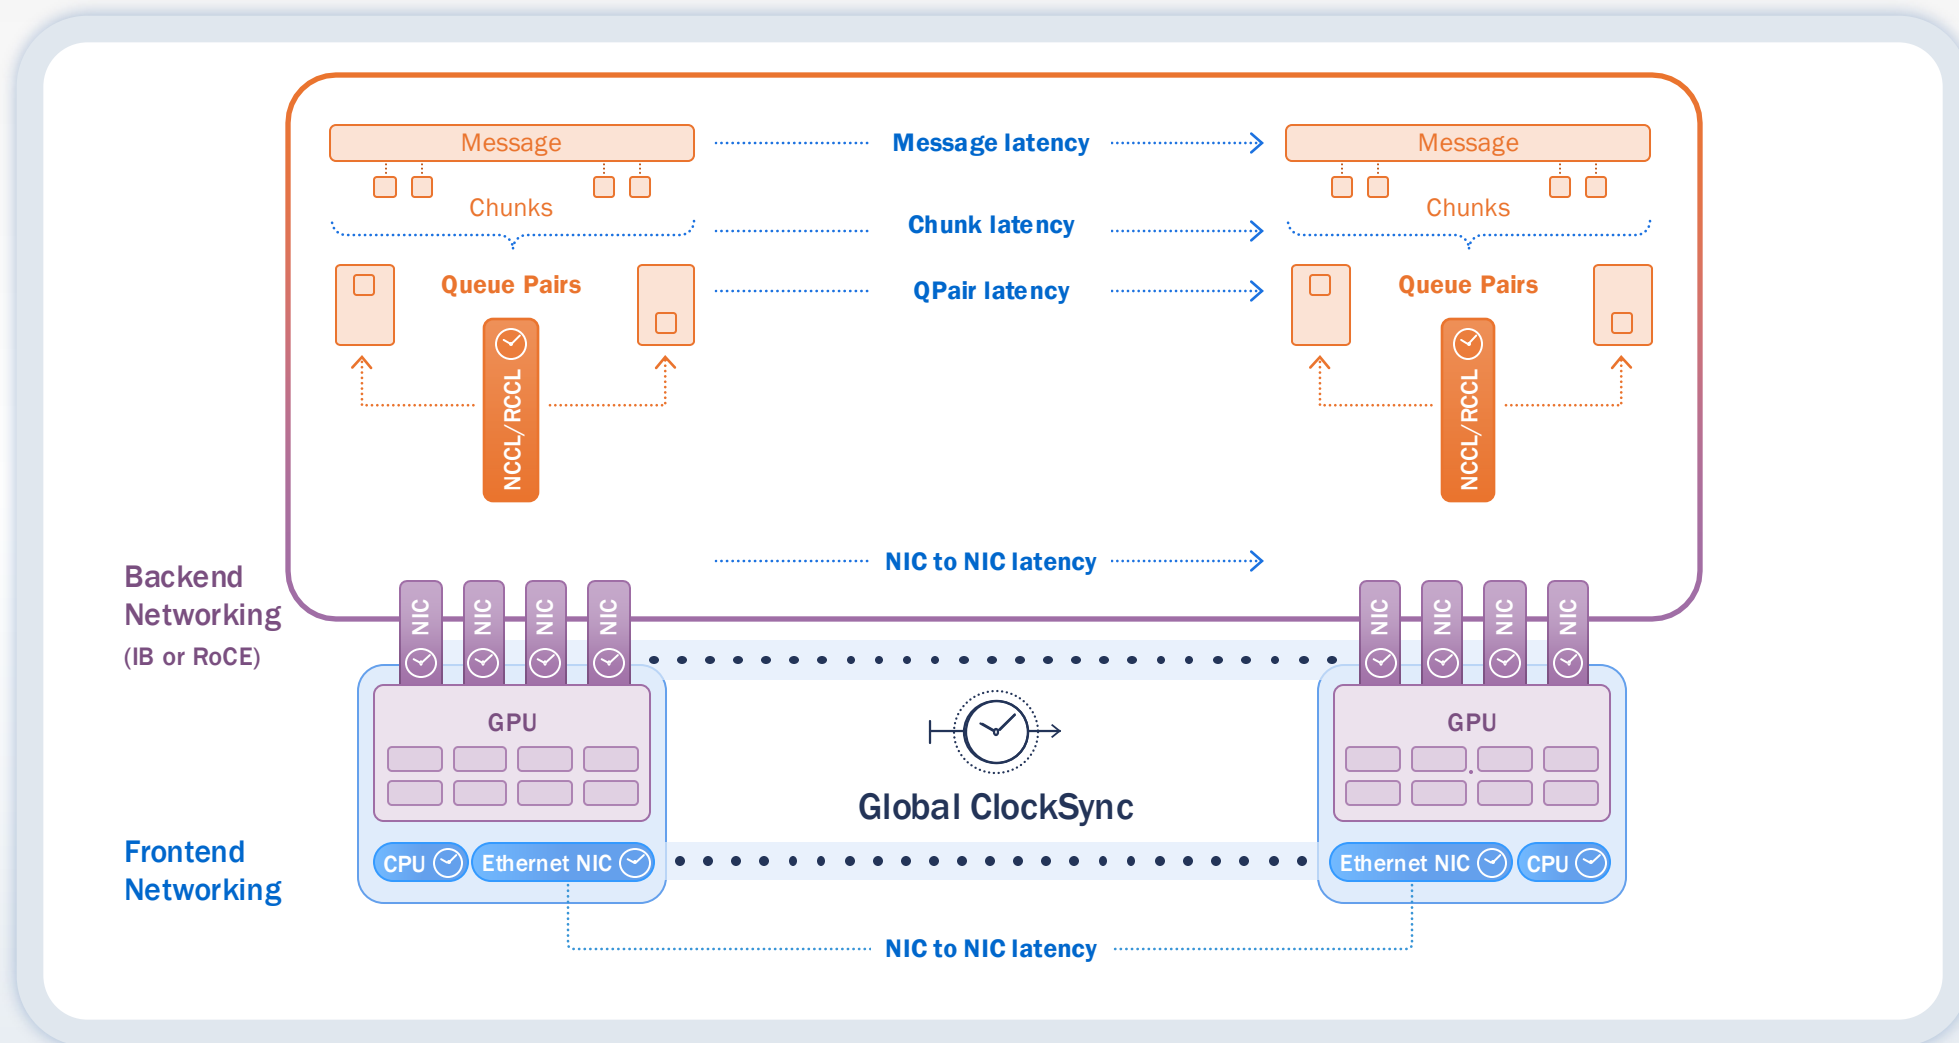 Message
Message latency
Message
Chunks
Chunk latency
Chunks
Queue Pairs
QPair latency
Queue Pairs
NCCL/RCCL
NCCL/RCCL
NIC to NIC latency
Backend
Networking
(IB or RoCE)
NIC
NIC
NIC
NIC
NIC
NIC
NIC
NIC
GPU
GPU
Global ClockSync
Frontend
Networking
CPU
Ethernet NIC
Ethernet NIC
CPU
NIC to NIC latency